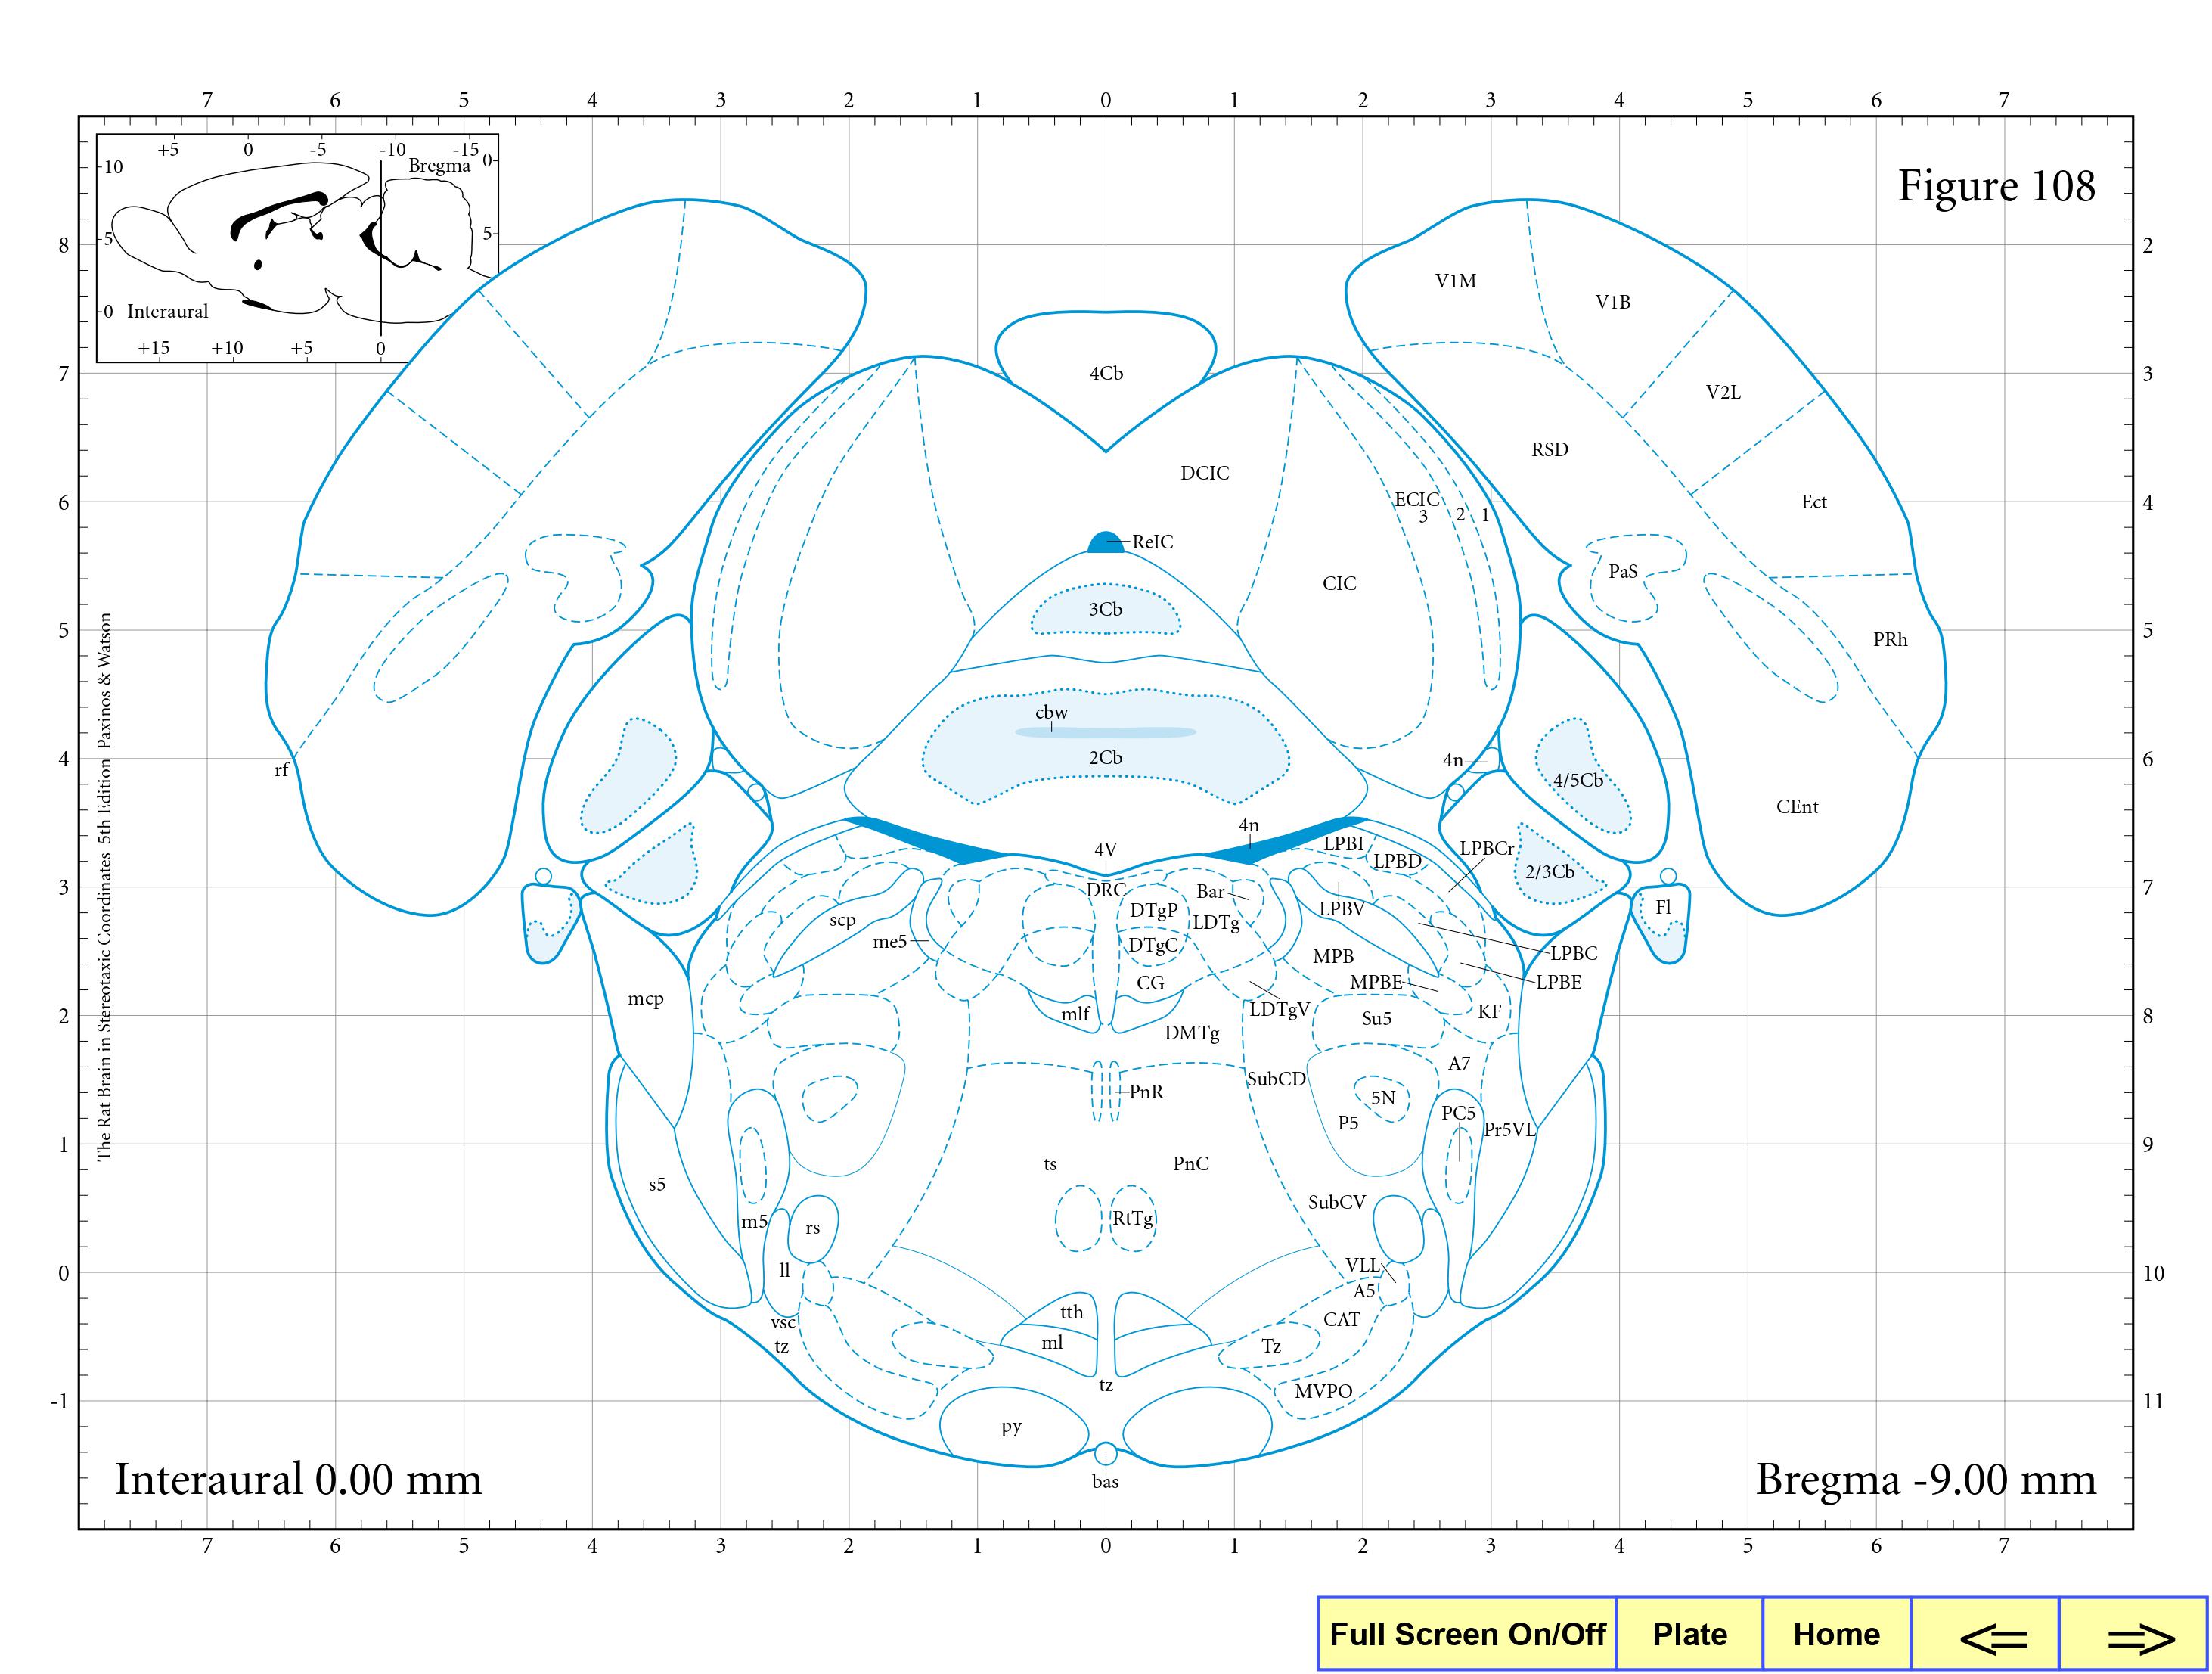 7 6 5 4 3 2 1 0 1 2 3 4 5 6 7
+5 0 -5 -10 -15
Bregma
0
10
5
5
0 Interaural
+15 +10 +5 0
Figure 108
8 2
7 3
6 4
5 5
4 6
3 7
2 8
1 9
0 10
-1 11
The Rat Brain in Stereotaxic Coordinates 5th Edition Paxinos & Watson
V1M
V1B
4Cb
V2L
RSD
DCIC
ECIC
3 2 1
Ect
ReIC
PaS
CIC
3Cb
PRh
cbw
2Cb
4n
rf
4/5Cb
CEnt
4n
LPBI
LPBCr
4V
LPBD
2/3Cb
DRC
Bar
Fl
DTgP
LPBV
scp
LDTg
me5
DTgC
LPBC
MPB
CG
MPBE
LPBE
mcp
LDTgV
KF
mlf
Su5
DMTg
A7
SubCD
PnR
5N
PC5
P5
Pr5VL
ts
PnC
s5
SubCV
m5
rs
RtTg
ll
VLL
A5
tth
CAT
vsc
ml
tz
Tz
tz
MVPO
py
bas
Interaural 0.00 mm
Bregma -9.00 mm
7 6 5 4 3 2 1 0 1 2 3 4 5 6 7
Full Screen On/Off Plate Home <= =>